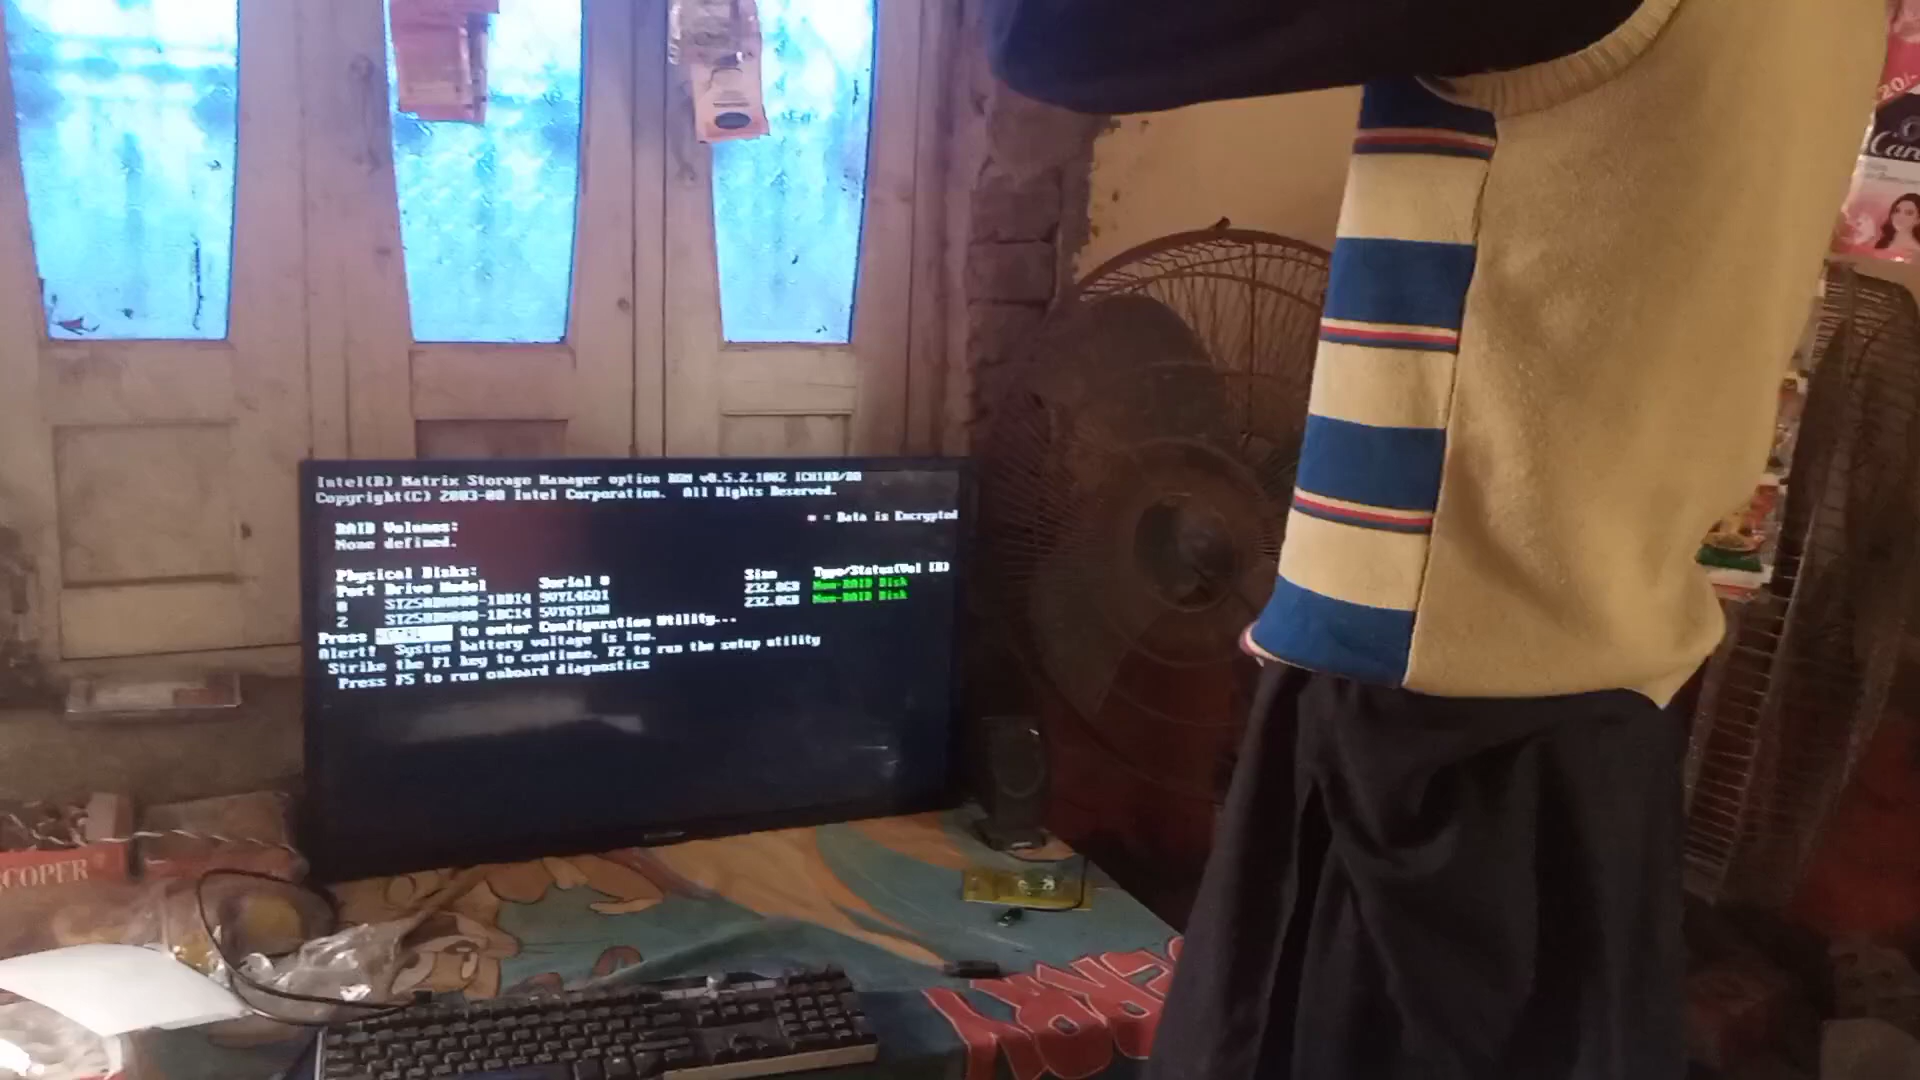 Intel(R) Matrix Storage Manager option ROM v8.5.2.1002 ICH10R/DO
Copyright(C) 2003-08 Intel Corporation. All Rights Reserved.
* = Data is Encrypted
RAID Volumes:
None defined.
Physical Disks:
Port Drive Model Serial # Size Type/Status(Vol ID)
0 232.8GB Non-RAID Disk
2 232.8GB Non-RAID Disk
Press to enter Configuration Utility...
Alert! System battery voltage is low.
Strike the F1 key to continue, F2 to run the setup utility
Press F5 to run onboard diagnostics
COPER
20/-